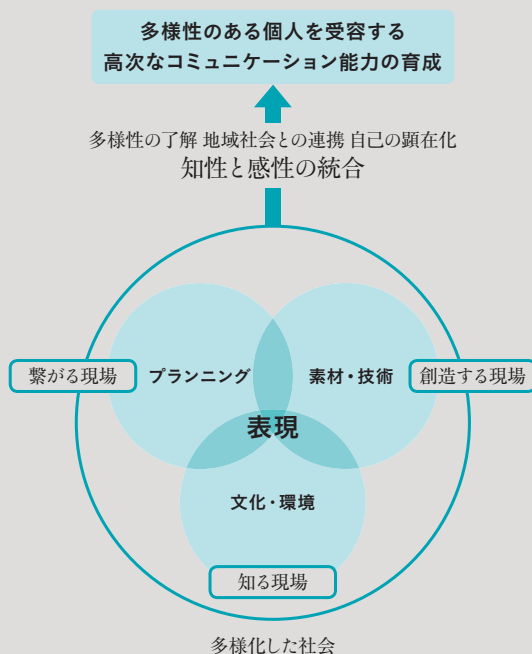 多様性のある個人を受容する
高次なコミュニケーション能力の育成
多様性の了解 地域社会との連携 自己の顕在化
知性と感性の統合
繋がる現場
プランニング
素材・技術
創造する現場
表現
文化・環境
知る現場
多様化した社会